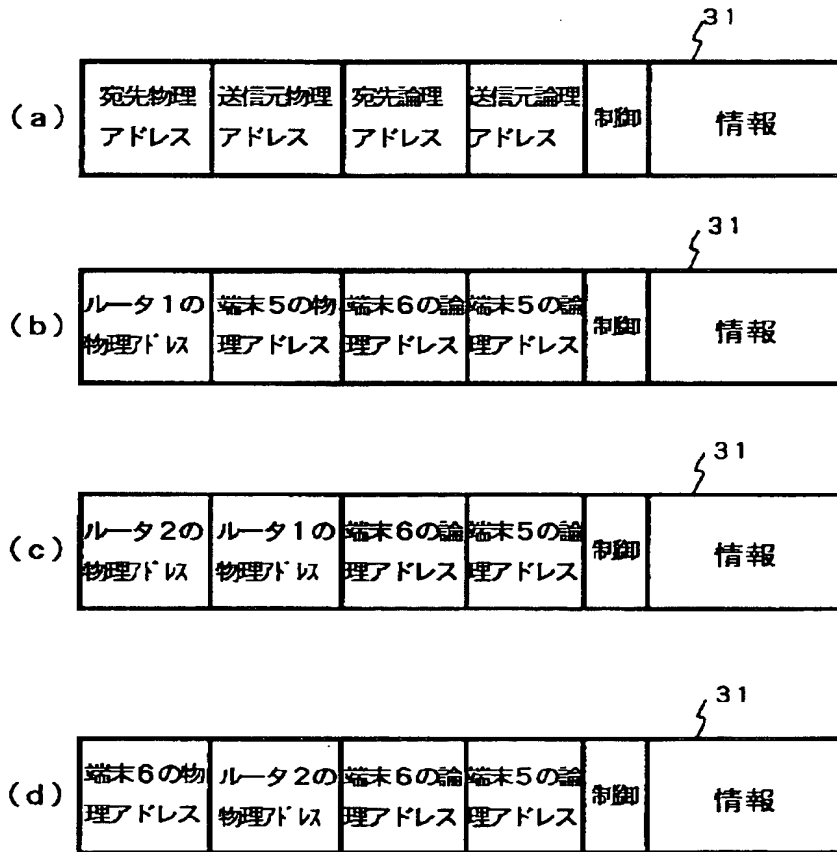 31
(a)
宛先物理
アドレス
送信元物理
アドレス
宛先論理
アドレス
送信元論理
アドレス
制御
情報
31
(b)
ルータ1の
物理アドレス
端末5の物
理アドレス
端末6の論
理アドレス
端末5の論
理アドレス
制御
情報
31
(c)
ルータ2の
物理アドレス
ルータ1の
物理アドレス
端末6の論
理アドレス
端末5の論
理アドレス
制御
情報
31
(d)
端末6の物
理アドレス
ルータ2の
物理アドレス
端末6の論
理アドレス
端末5の論
理アドレス
制御
情報